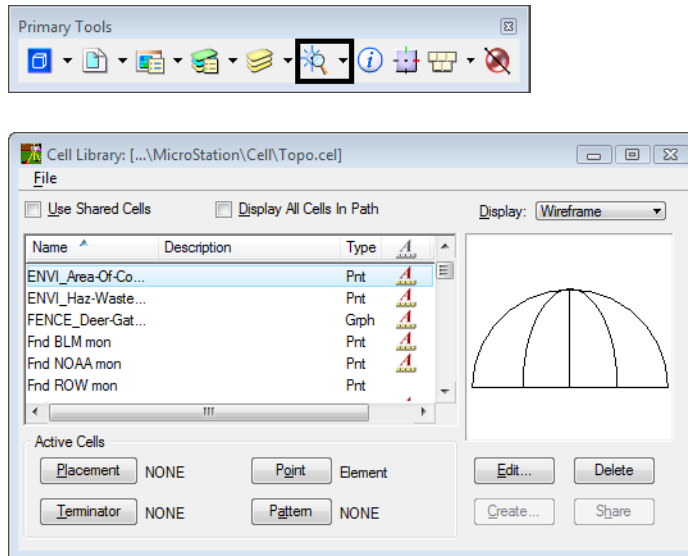 Primary Tools
Cell Library: [...\MicroStation\Cell\Topo.cel]
File
Use Shared Cells Display All Cells In Path Display: Wireframe
Name Description Type
ENVI_Area-Of-Co... Pnt
ENVI_Haz-Waste... Pnt
FENCE_Deer-Gat... Grph
Fnd BLM mon Pnt
Fnd NOAA mon Pnt
Fnd ROW mon Pnt
Active Cells
Placement NONE Point Element Edit... Delete
Terminator NONE Pattern NONE Create... Share